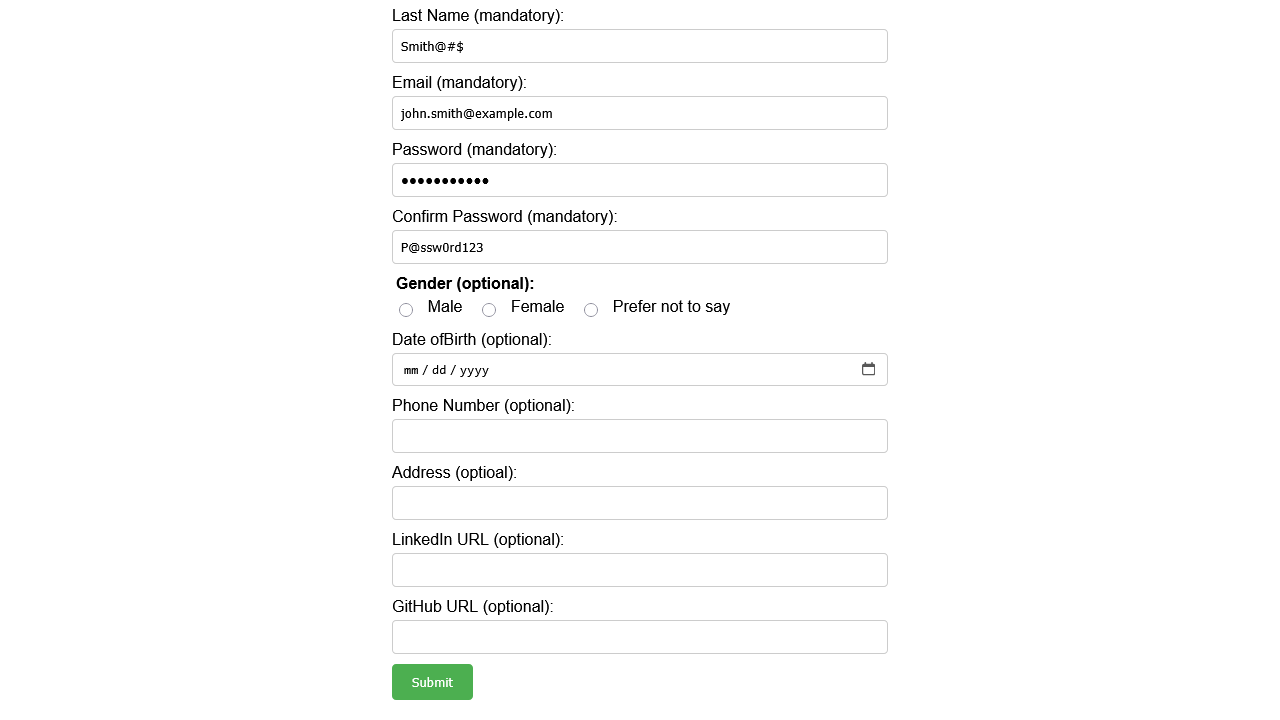 Last Name (mandatory):
Smith@#$
Email (mandatory):
john.smith@example.com
Password (mandatory):
●●●●●●●●●●●
Confirm Password (mandatory):
P@ssw0rd123
Gender (optional):
Male Female Prefer not to say
Date ofBirth (optional):
mm / dd / yyyy
Phone Number (optional):
Address (optioal):
LinkedIn URL (optional):
GitHub URL (optional):
Submit